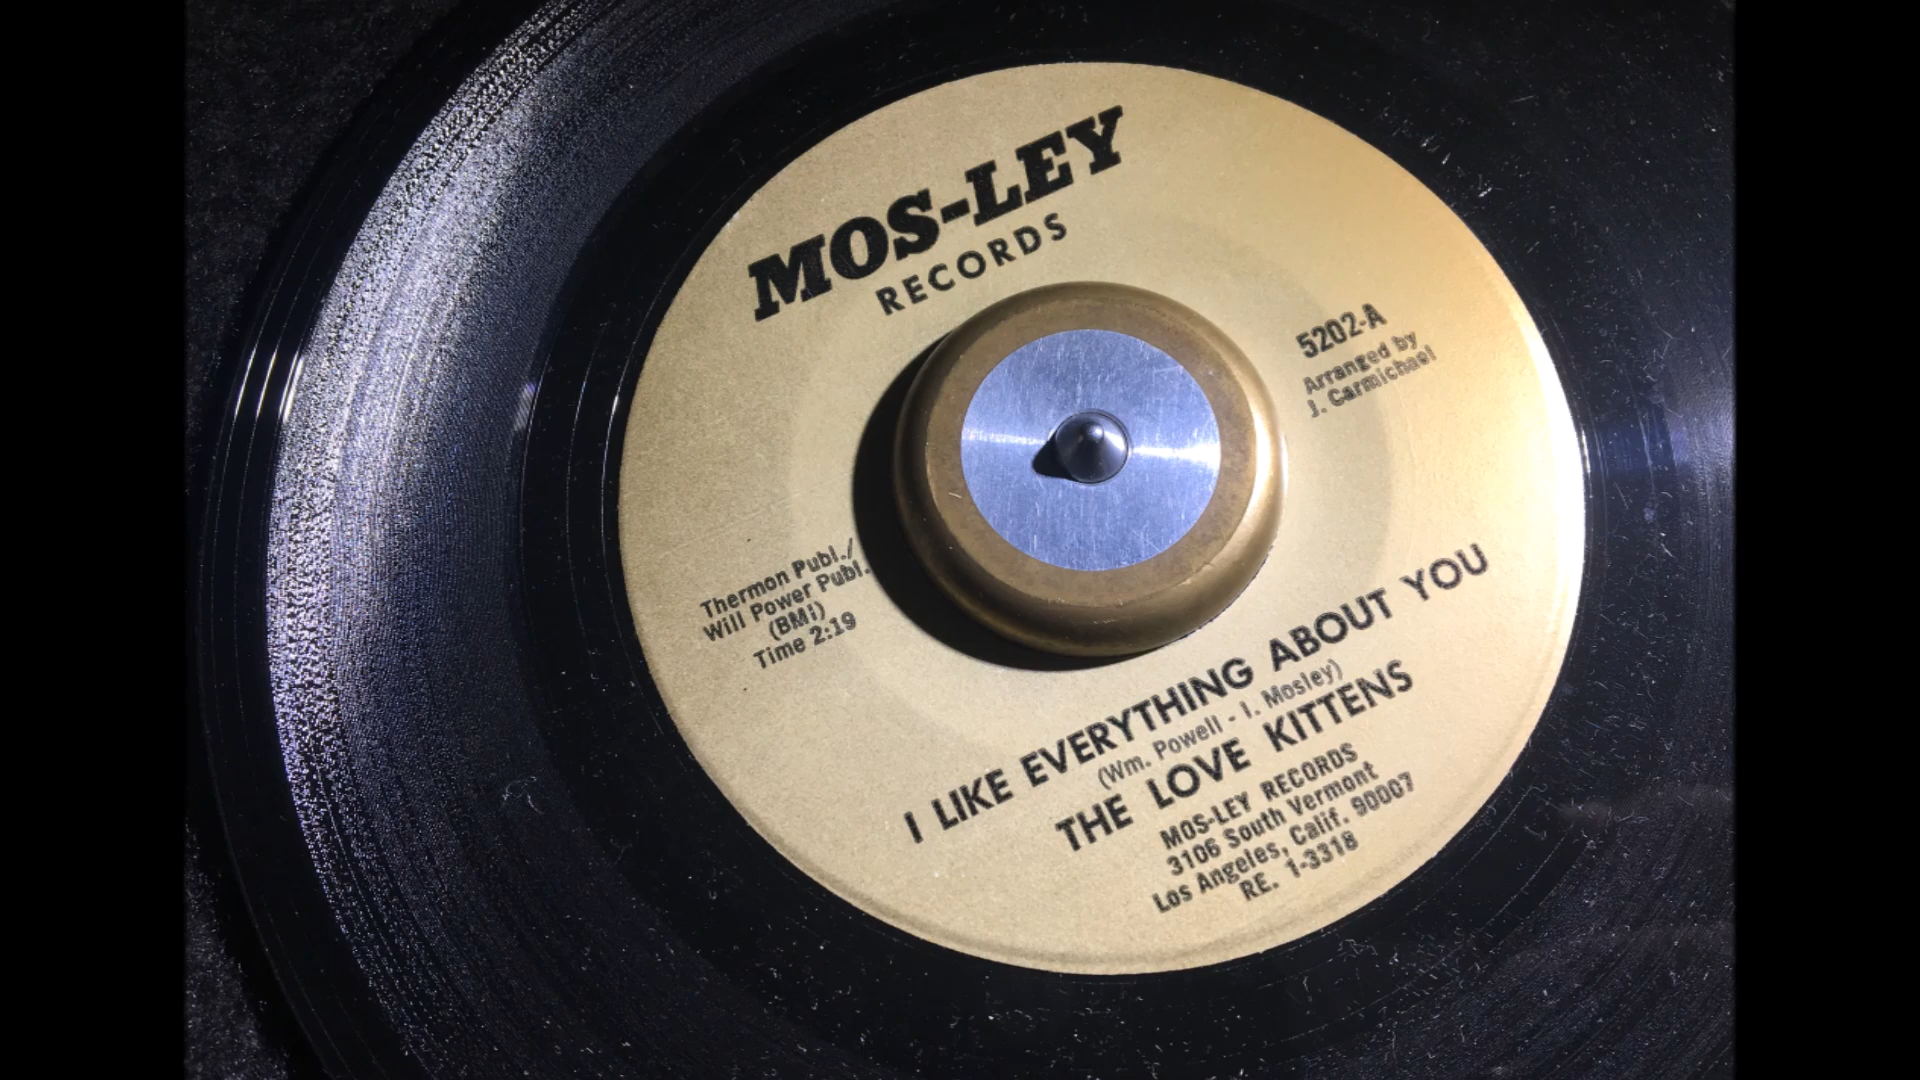 MOS-LEY
RECORDS
5202-A
Arranged by
J. Carmichael
Thermon Publ./
Will Power Publ.
(BMI)
Time 2:19
I LIKE EVERYTHING ABOUT YOU
(Wm. Powell - I. Mosley)
THE LOVE KITTENS
MOS-LEY RECORDS
3106 South Vermont
Los Angeles, Calif. 90007
RE. 1-3318